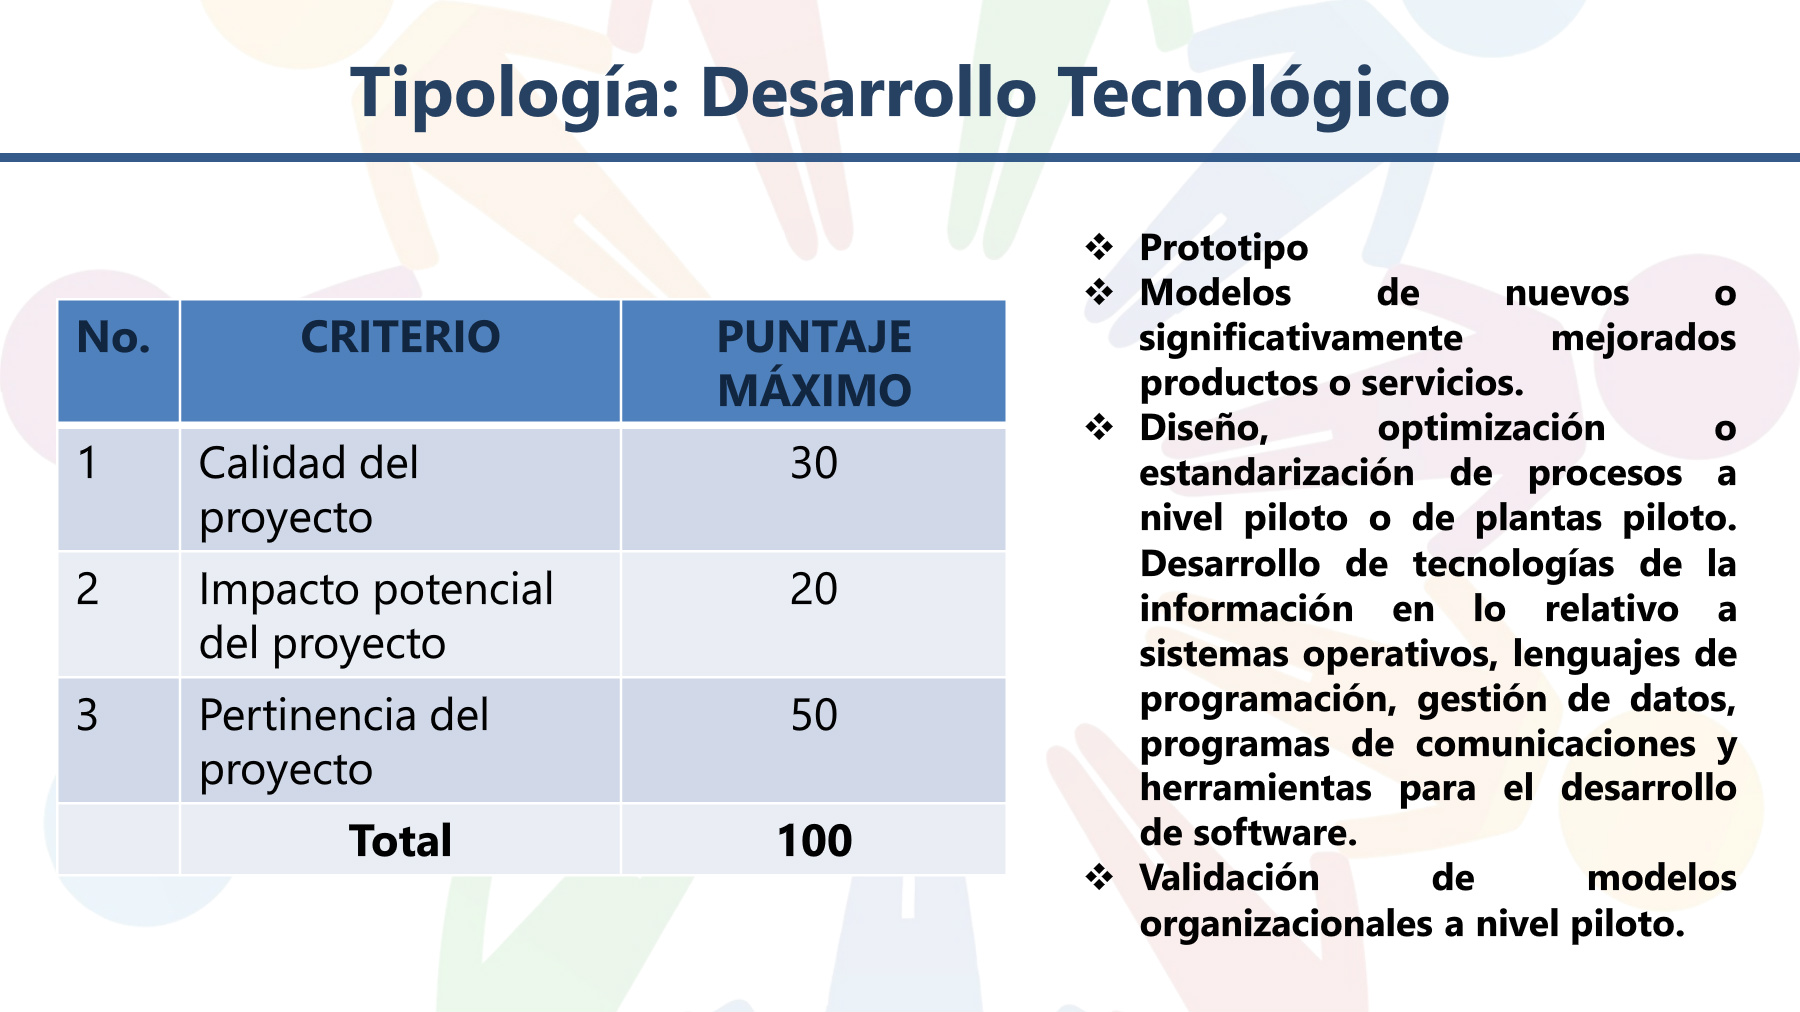 Tipología: Desarrollo Tecnológico
No. CRITERIO PUNTAJE
MÁXIMO
1 Calidad del 30
proyecto
2 Impacto potencial 20
del proyecto
3 Pertinencia del 50
proyecto
Total 100
❖ Prototipo
❖ Modelos de nuevos o
significativamente mejorados
productos o servicios.
❖ Diseño, optimización o
estandarización de procesos a
nivel piloto o de plantas piloto.
Desarrollo de tecnologías de la
información en lo relativo a
sistemas operativos, lenguajes de
programación, gestión de datos,
programas de comunicaciones y
herramientas para el desarrollo
de software.
❖ Validación de modelos
organizacionales a nivel piloto.